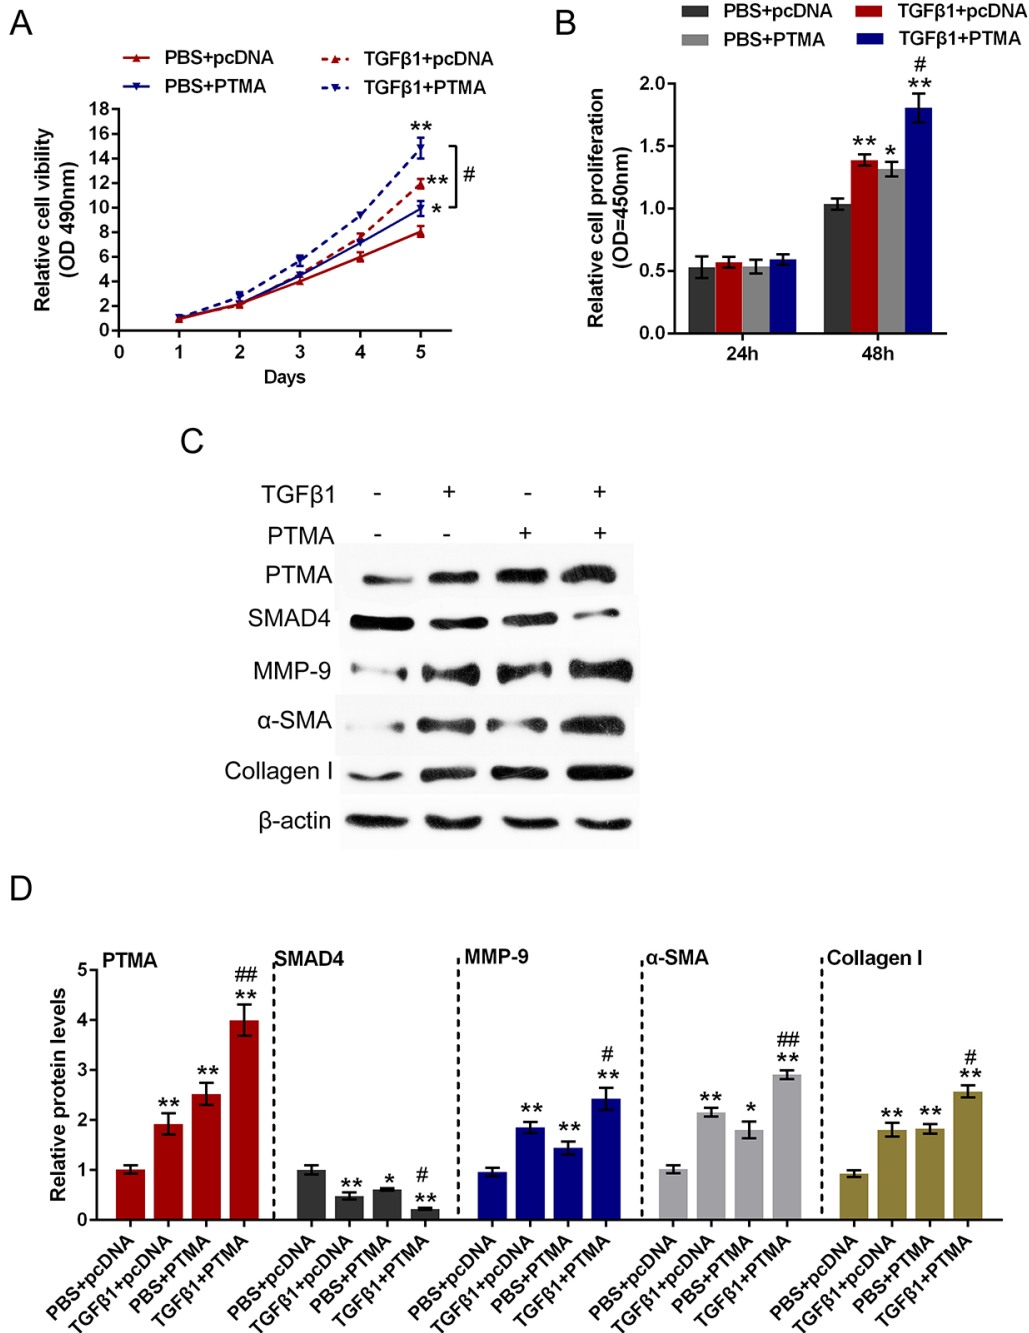 A
PBS+pcDNA
TGFβ1+pcDNA
PBS+PTMA
TGFβ1+PTMA
Relative cell vibility
(OD 490nm)
18
16
14
12
10
8
6
4
2
0
0 1 2 3 4 5
Days
**
**
*
#
B
PBS+pcDNA
TGFβ1+pcDNA
PBS+PTMA
TGFβ1+PTMA
Relative cell proliferation
(OD=450nm)
2.0
1.5
1.0
0.5
0.0
#
**
**
*
24h 48h
C
TGFβ1 - + - +
PTMA - - + +
PTMA
SMAD4
MMP-9
α-SMA
Collagen I
β-actin
D
Relative protein levels
5
4
3
2
1
0
PTMA
SMAD4
MMP-9
α-SMA
Collagen I
** ** ## **
** * # **
** ** # **
** * ## **
** ** # **
PBS+pcDNA
TGFβ1+pcDNA
PBS+PTMA
TGFβ1+PTMA
PBS+pcDNA
TGFβ1+pcDNA
PBS+PTMA
TGFβ1+PTMA
PBS+pcDNA
TGFβ1+pcDNA
PBS+PTMA
TGFβ1+PTMA
PBS+pcDNA
TGFβ1+pcDNA
PBS+PTMA
TGFβ1+PTMA
PBS+pcDNA
TGFβ1+pcDNA
PBS+PTMA
TGFβ1+PTMA